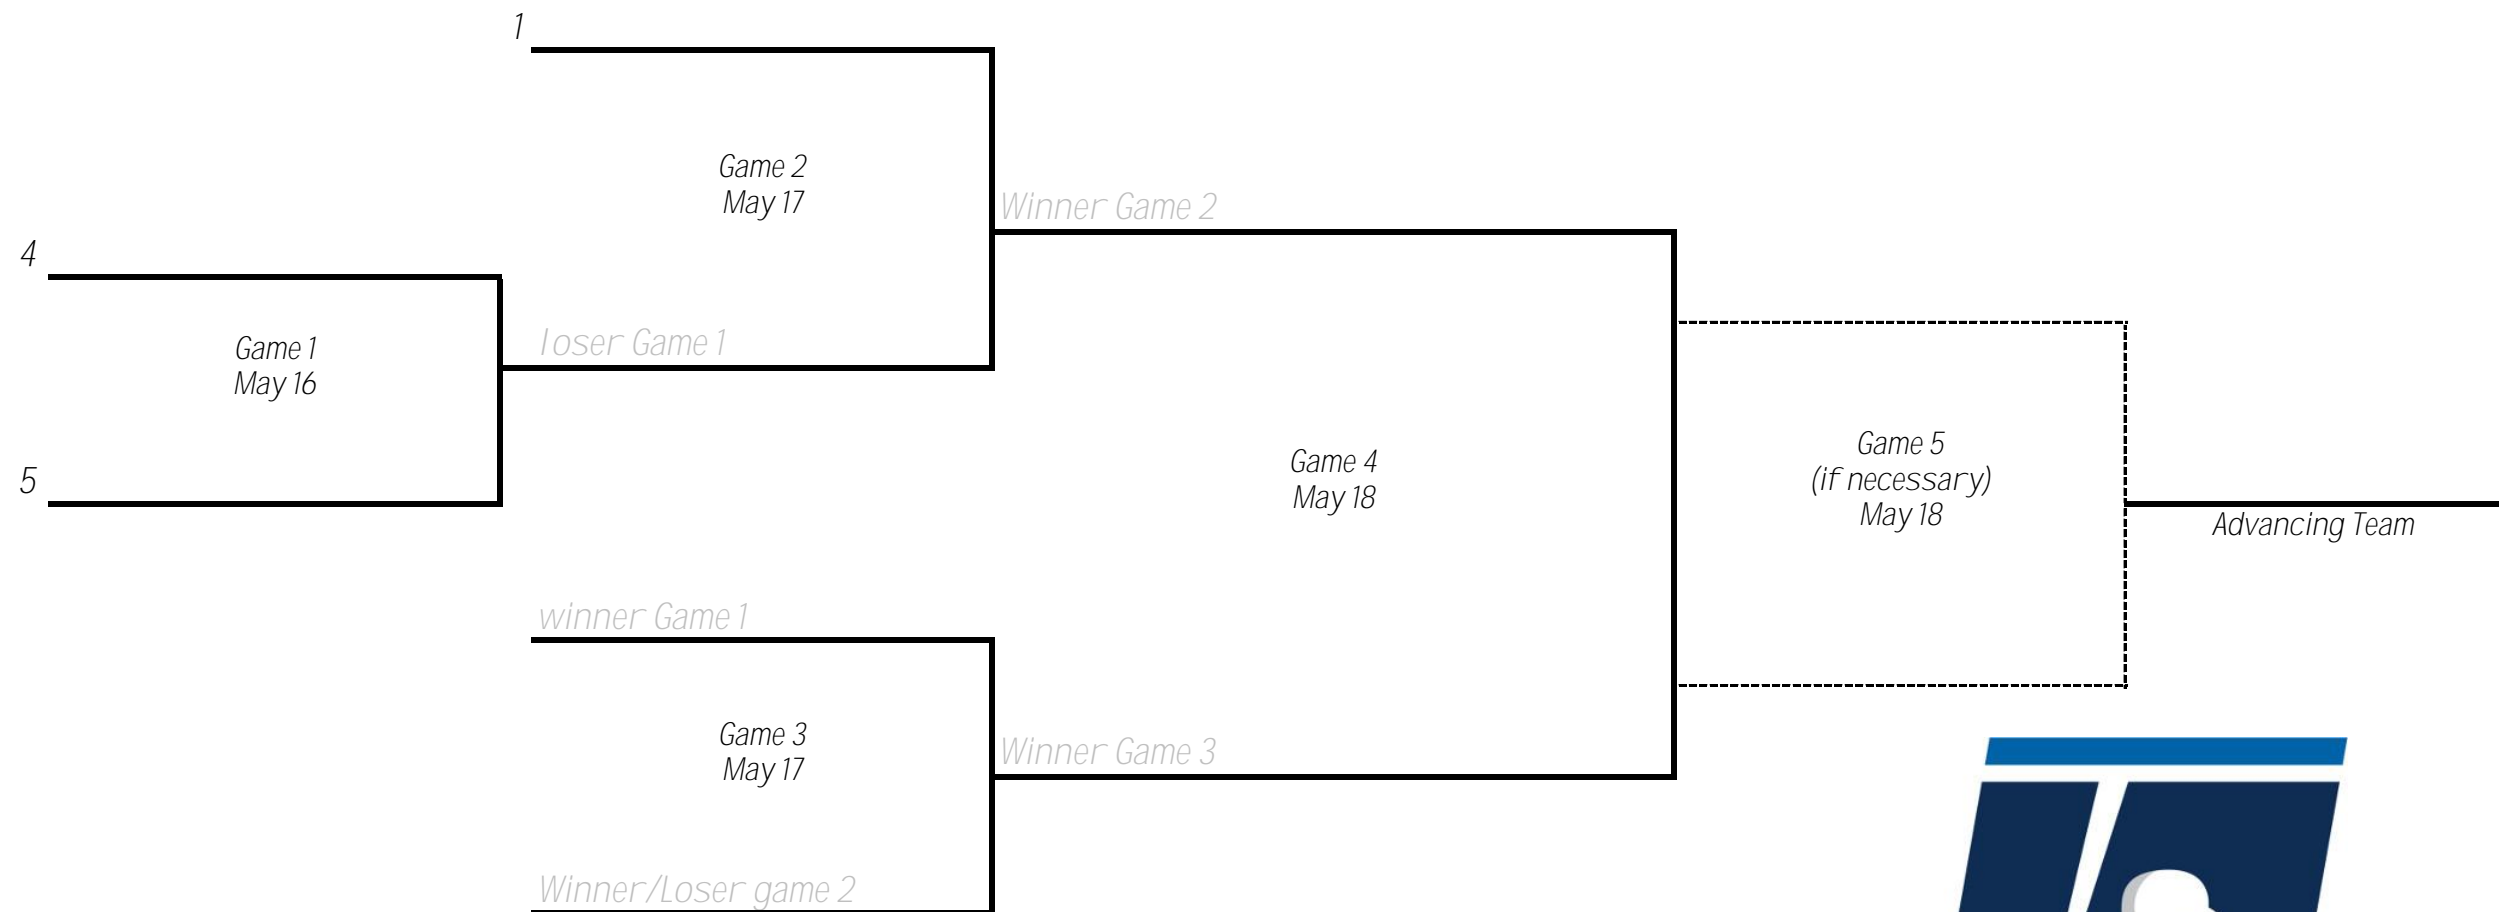 1
Game 2
May 17
Winner Game 2
4
loser Game 1
Game 1
May 16
Game 5
(if necessary)
May 18
Game 4
May 18
5
Advancing Team
winner Game 1
Game 3
May 17
Winner Game 3
Winner/Loser game 2